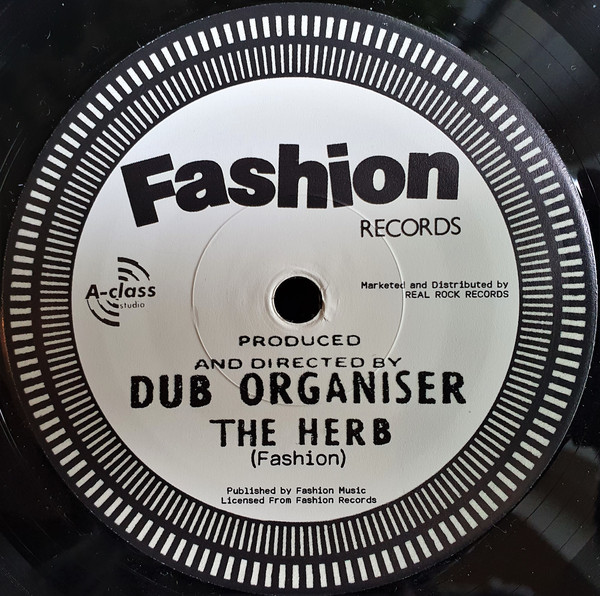 Fashion
RECORDS
A-class
studio
Marketed and Distributed by
REAL ROCK RECORDS
PRODUCED
AND DIRECTED BY
DUB ORGANISER
THE HERB
(Fashion)
Published by Fashion Music
Licensed From Fashion Records